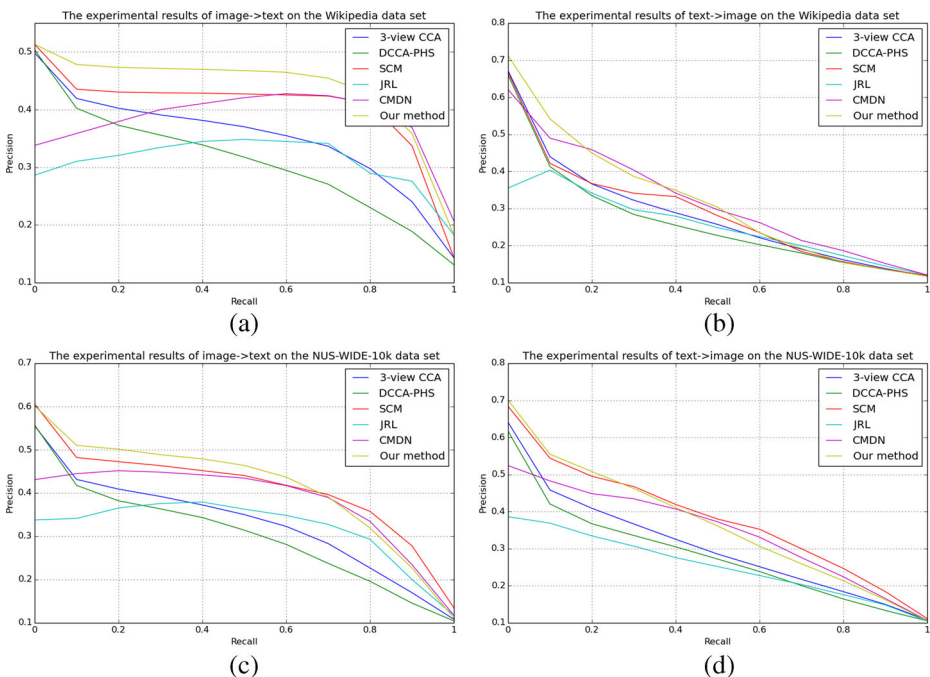 The experimental results of image->text on the Wikipedia data set
3-view CCA
DCCA-PHS
SCM
JRL
CMDN
Our method
Precision
0.5
0.4
0.3
0.2
0.1
0 0.2 0.4 0.6 0.8 1
Recall
(a)
The experimental results of text->image on the Wikipedia data set
3-view CCA
DCCA-PHS
SCM
JRL
CMDN
Our method
Precision
0.8
0.7
0.6
0.5
0.4
0.3
0.2
0.1
0 0.2 0.4 0.6 0.8 1
Recall
(b)
The experimental results of image->text on the NUS-WIDE-10k data set
3-view CCA
DCCA-PHS
SCM
JRL
CMDN
Our method
Precision
0.7
0.6
0.5
0.4
0.3
0.2
0.1
0 0.2 0.4 0.6 0.8 1
Recall
(c)
The experimental results of text->image on the NUS-WIDE-10k data set
3-view CCA
DCCA-PHS
SCM
JRL
CMDN
Our method
Precision
0.8
0.7
0.6
0.5
0.4
0.3
0.2
0.1
0 0.2 0.4 0.6 0.8 1
Recall
(d)